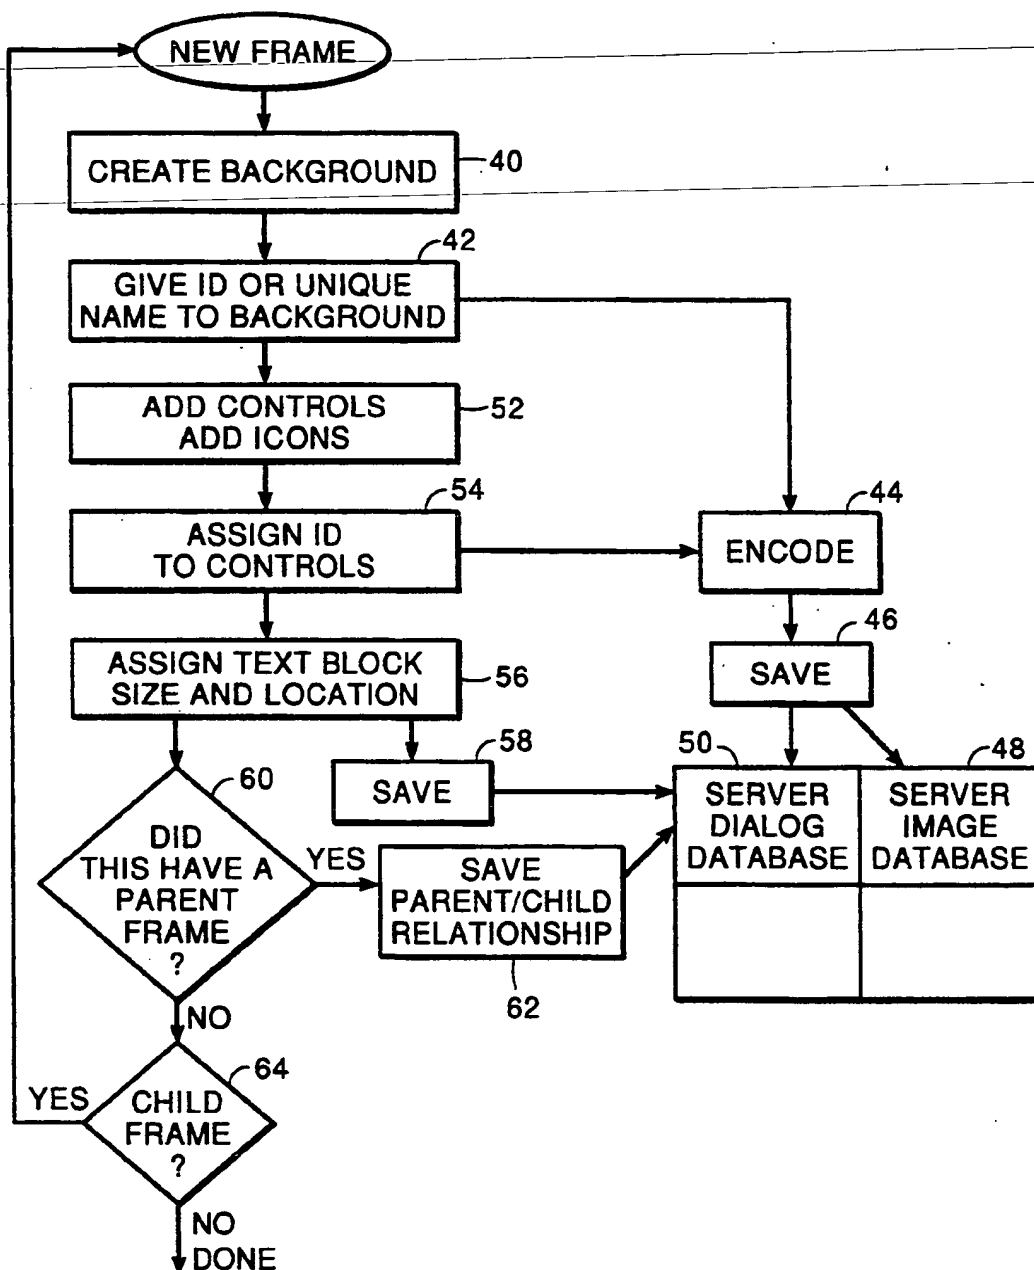 NEW FRAME
CREATE BACKGROUND
40
42
GIVE ID OR UNIQUE
NAME TO BACKGROUND
ADD CONTROLS
ADD ICONS
52
54
ASSIGN ID
TO CONTROLS
44
ENCODE
46
SAVE
ASSIGN TEXT BLOCK
SIZE AND LOCATION
56
58
SAVE
50
SERVER
DIALOG
DATABASE
48
SERVER
IMAGE
DATABASE
60
DID
THIS HAVE A
PARENT
FRAME
?
YES
SAVE
PARENT/CHILD
RELATIONSHIP
62
NO
64
YES
CHILD
FRAME
?
NO
DONE